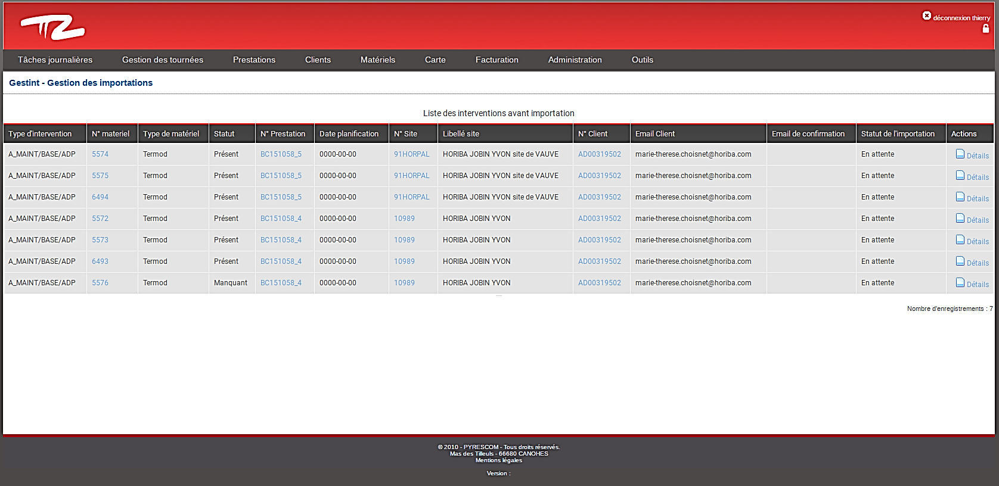 TZ
déconnexion thierry
Tâches journalières Gestion des tournées Prestations Clients Matériels Carte Facturation Administration Outils
Gestint - Gestion des importations
Liste des interventions avant importation
Type d'intervention N° materiel Type de matériel Statut N° Prestation Date planification N° Site Libellé site N° Client Email Client Email de confirmation Statut de l'importation Actions
A_MAINT/BASE/ADP 5574 Termod Présent BC151058_5 0000-00-00 91HORPAL HORIBA JOBIN YVON site de VAUVE AD00319502 marie-therese.choisnet@horiba.com En attente Détails
A_MAINT/BASE/ADP 5575 Termod Présent BC151058_5 0000-00-00 91HORPAL HORIBA JOBIN YVON site de VAUVE AD00319502 marie-therese.choisnet@horiba.com En attente Détails
A_MAINT/BASE/ADP 6494 Termod Présent BC151058_5 0000-00-00 91HORPAL HORIBA JOBIN YVON site de VAUVE AD00319502 marie-therese.choisnet@horiba.com En attente Détails
A_MAINT/BASE/ADP 5572 Termod Présent BC151058_4 0000-00-00 10989 HORIBA JOBIN YVON AD00319502 marie-therese.choisnet@horiba.com En attente Détails
A_MAINT/BASE/ADP 5573 Termod Présent BC151058_4 0000-00-00 10989 HORIBA JOBIN YVON AD00319502 marie-therese.choisnet@horiba.com En attente Détails
A_MAINT/BASE/ADP 6493 Termod Présent BC151058_4 0000-00-00 10989 HORIBA JOBIN YVON AD00319502 marie-therese.choisnet@horiba.com En attente Détails
A_MAINT/BASE/ADP 5576 Termod Manquant BC151058_4 0000-00-00 10989 HORIBA JOBIN YVON AD00319502 marie-therese.choisnet@horiba.com En attente Détails
Nombre d'enregistrements : 7
© 2010 - PYRESCOM - Tous droits réservés.
Mas des Tilleuls - 66680 CANOHES
Mentions légales
Version :